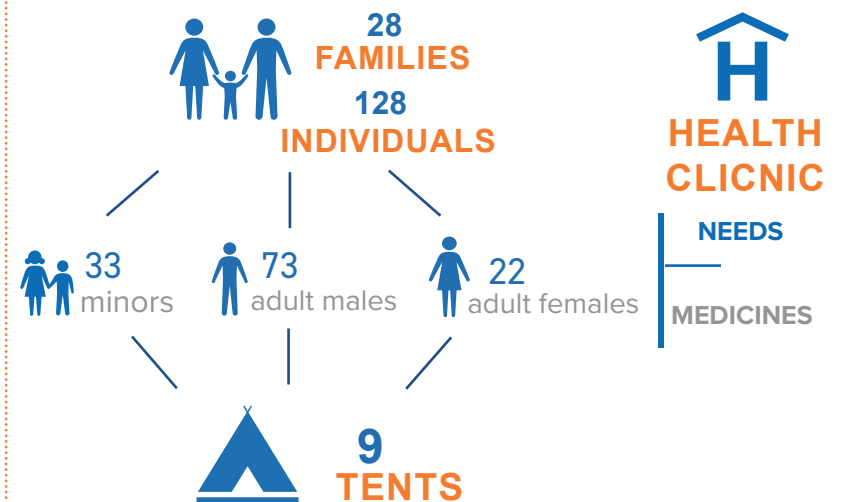 28
FAMILIES
128
INDIVIDUALS
33
minors
73
adult males
22
adult females
9
TENTS
H
HEALTH
CLICNIC
NEEDS
MEDICINES